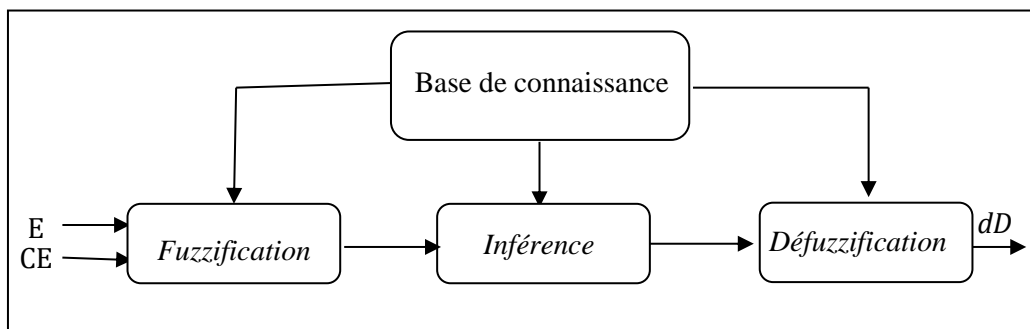 Base de connaissance
E
CE
Fuzzification
Inférence
Défuzzification
dD